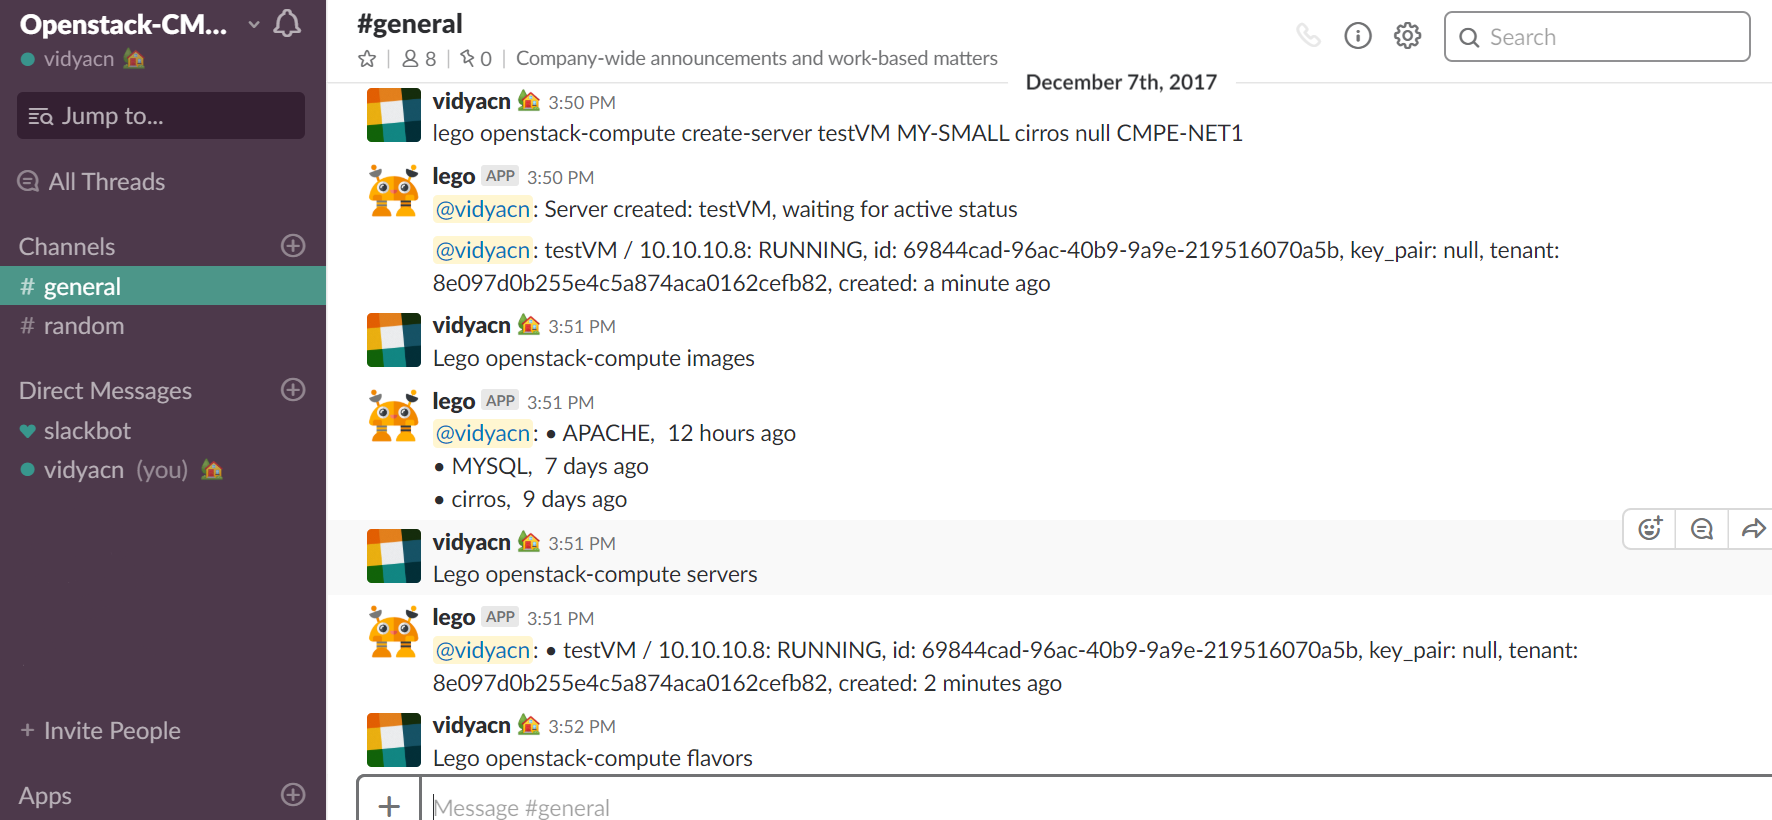 Openstack-CM...
vidyacn
Jump to...
All Threads
Channels
# general
# random
Direct Messages
slackbot
vidyacn (you)
+ Invite People
Apps
#general
8 | 0 | Company-wide announcements and work-based matters
Search
December 7th, 2017
vidyacn 3:50 PM
lego openstack-compute create-server testVM MY-SMALL cirros null CMPE-NET1
lego APP 3:50 PM
@vidyacn: Server created: testVM, waiting for active status
@vidyacn: testVM / 10.10.10.8: RUNNING, id: 69844cad-96ac-40b9-9a9e-219516070a5b, key_pair: null, tenant:
8e097d0b255e4c5a874aca0162cefb82, created: a minute ago
vidyacn 3:51 PM
Lego openstack-compute images
lego APP 3:51 PM
@vidyacn: • APACHE, 12 hours ago
• MYSQL, 7 days ago
• cirros, 9 days ago
vidyacn 3:51 PM
Lego openstack-compute servers
lego APP 3:51 PM
@vidyacn: • testVM / 10.10.10.8: RUNNING, id: 69844cad-96ac-40b9-9a9e-219516070a5b, key_pair: null, tenant:
8e097d0b255e4c5a874aca0162cefb82, created: 2 minutes ago
vidyacn 3:52 PM
Lego openstack-compute flavors
Message #general